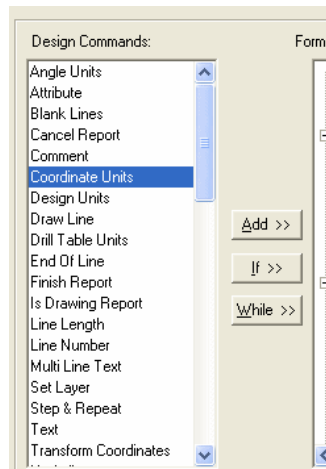 Design Commands:
Form
Angle Units
Attribute
Blank Lines
Cancel Report
Comment
Coordinate Units
Design Units
Draw Line
Drill Table Units
End Of Line
Finish Report
Is Drawing Report
Line Length
Line Number
Multi Line Text
Set Layer
Step & Repeat
Text
Transform Coordinates
Add >>
If >>
While >>